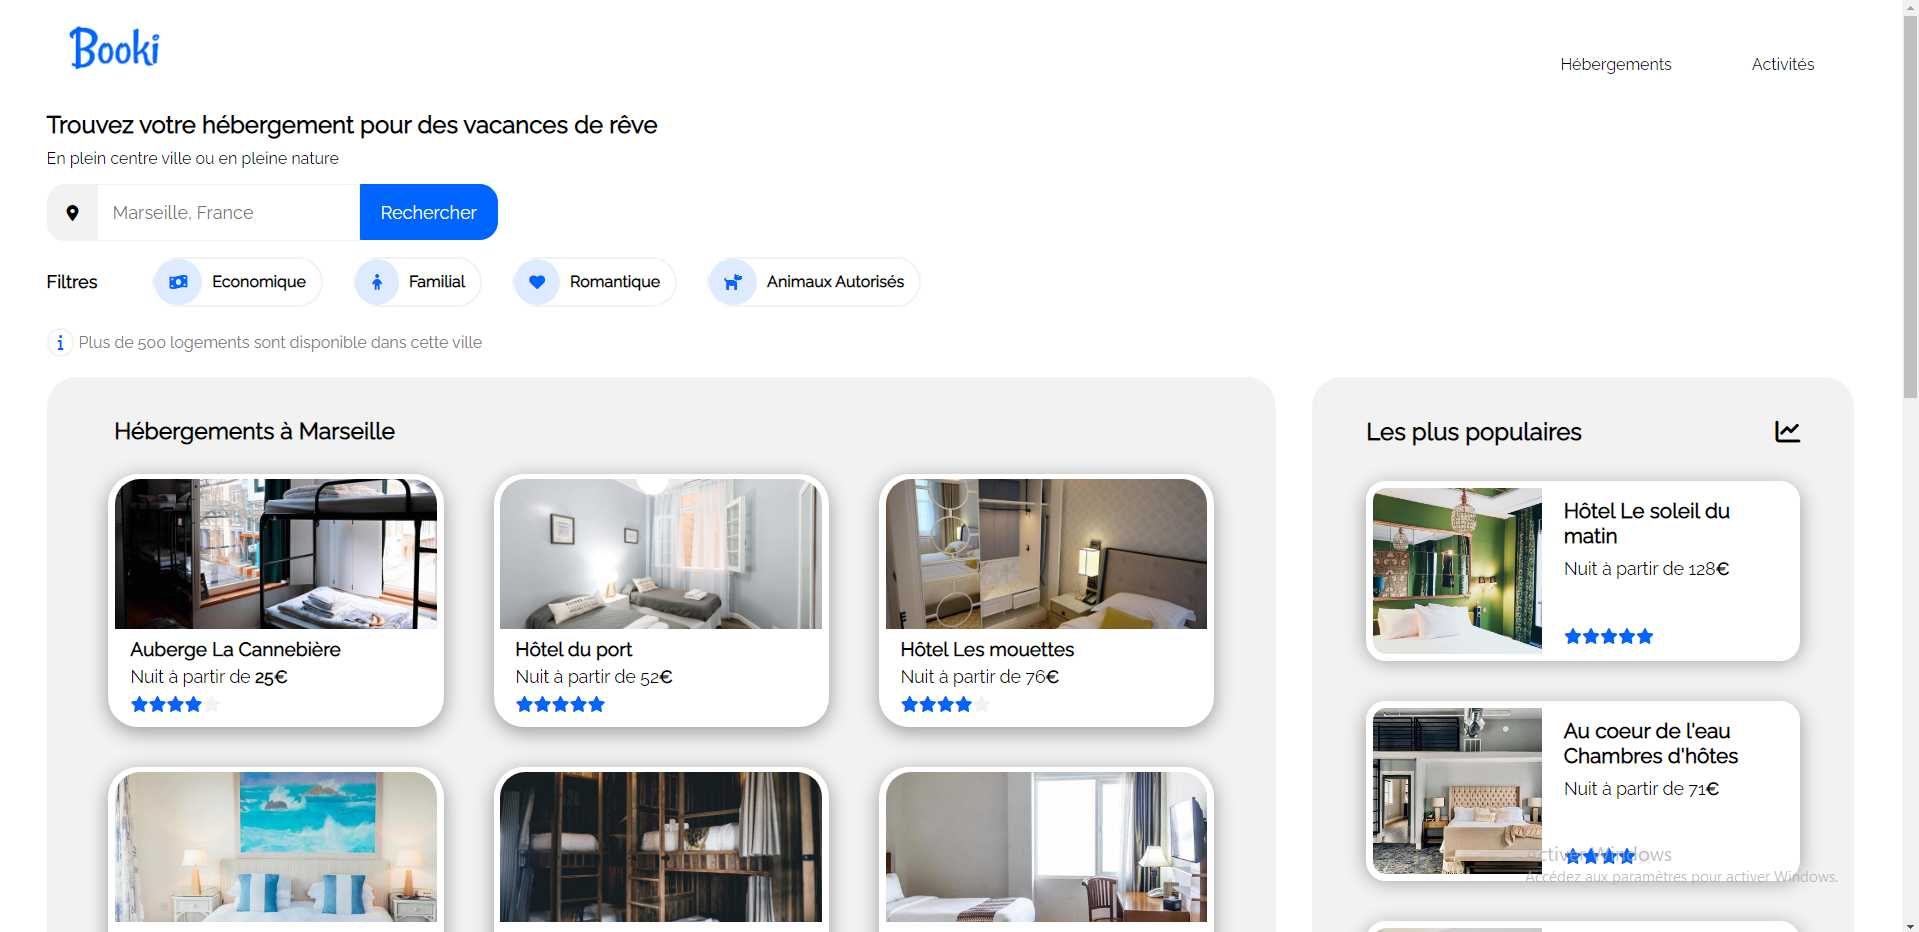 Booki
Hébergements
Activités
Trouvez votre hébergement pour des vacances de rêve
En plein centre ville ou en pleine nature
Marseille, France
Rechercher
Filtres
Economique
Familial
Romantique
Animaux Autorisés
Plus de 500 logements sont disponible dans cette ville
Hébergements à Marseille
Auberge La Cannebière
Nuit à partir de 25€
Hôtel du port
Nuit à partir de 52€
Hôtel Les mouettes
Nuit à partir de 76€
Les plus populaires
Hôtel Le soleil du
matin
Nuit à partir de 128€
Au coeur de l'eau
Chambres d'hôtes
Nuit à partir de 71€
Activer Windows
Accédez aux paramètres pour activer Windows.